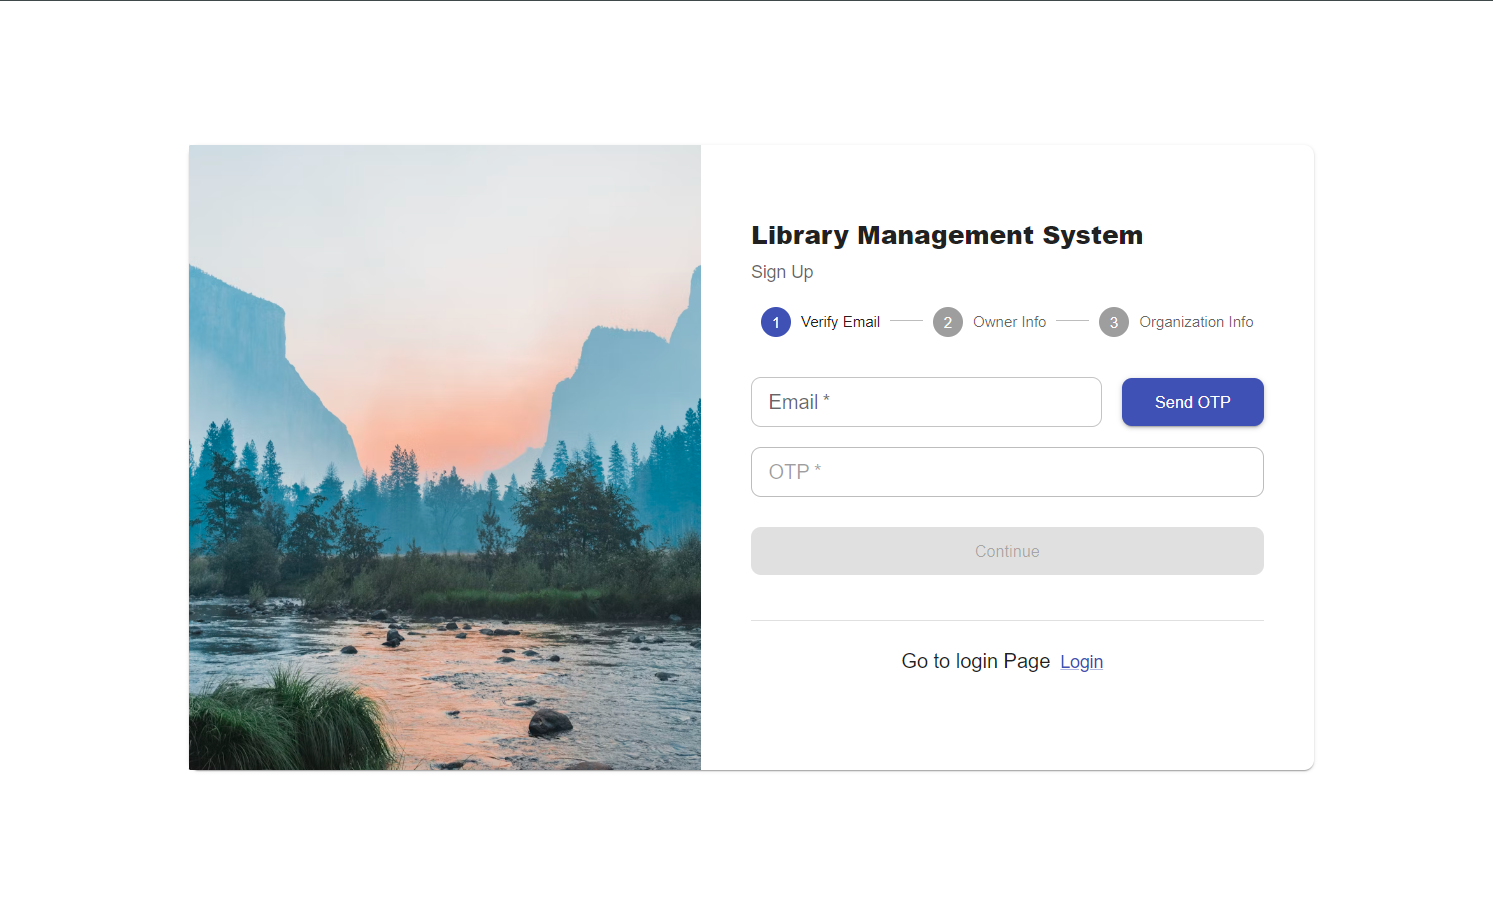 Library Management System
Sign Up
1 Verify Email 2 Owner Info 3 Organization Info
Email * Send OTP
OTP *
Continue
Go to login Page Login